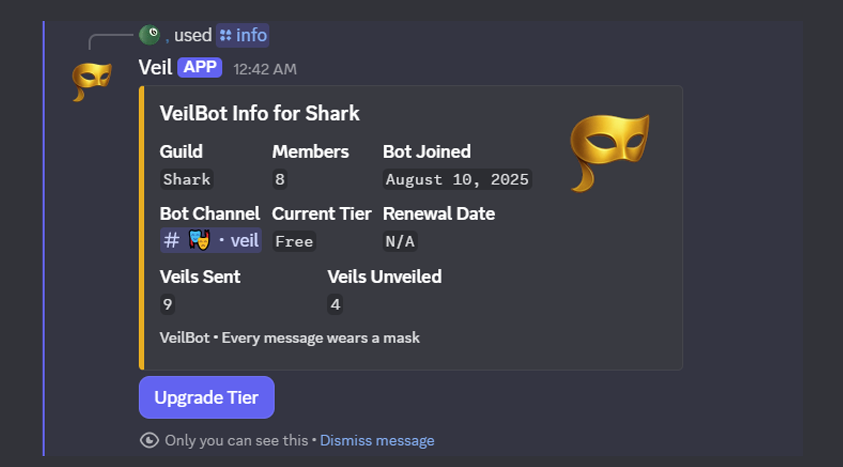 , used info
Veil APP 12:42 AM
VeilBot Info for Shark
Guild Members Bot Joined
Shark 8 August 10, 2025
Bot Channel Current Tier Renewal Date
# 🎭・veil Free N/A
Veils Sent Veils Unveiled
9 4
VeilBot • Every message wears a mask
Upgrade Tier
Only you can see this • Dismiss message